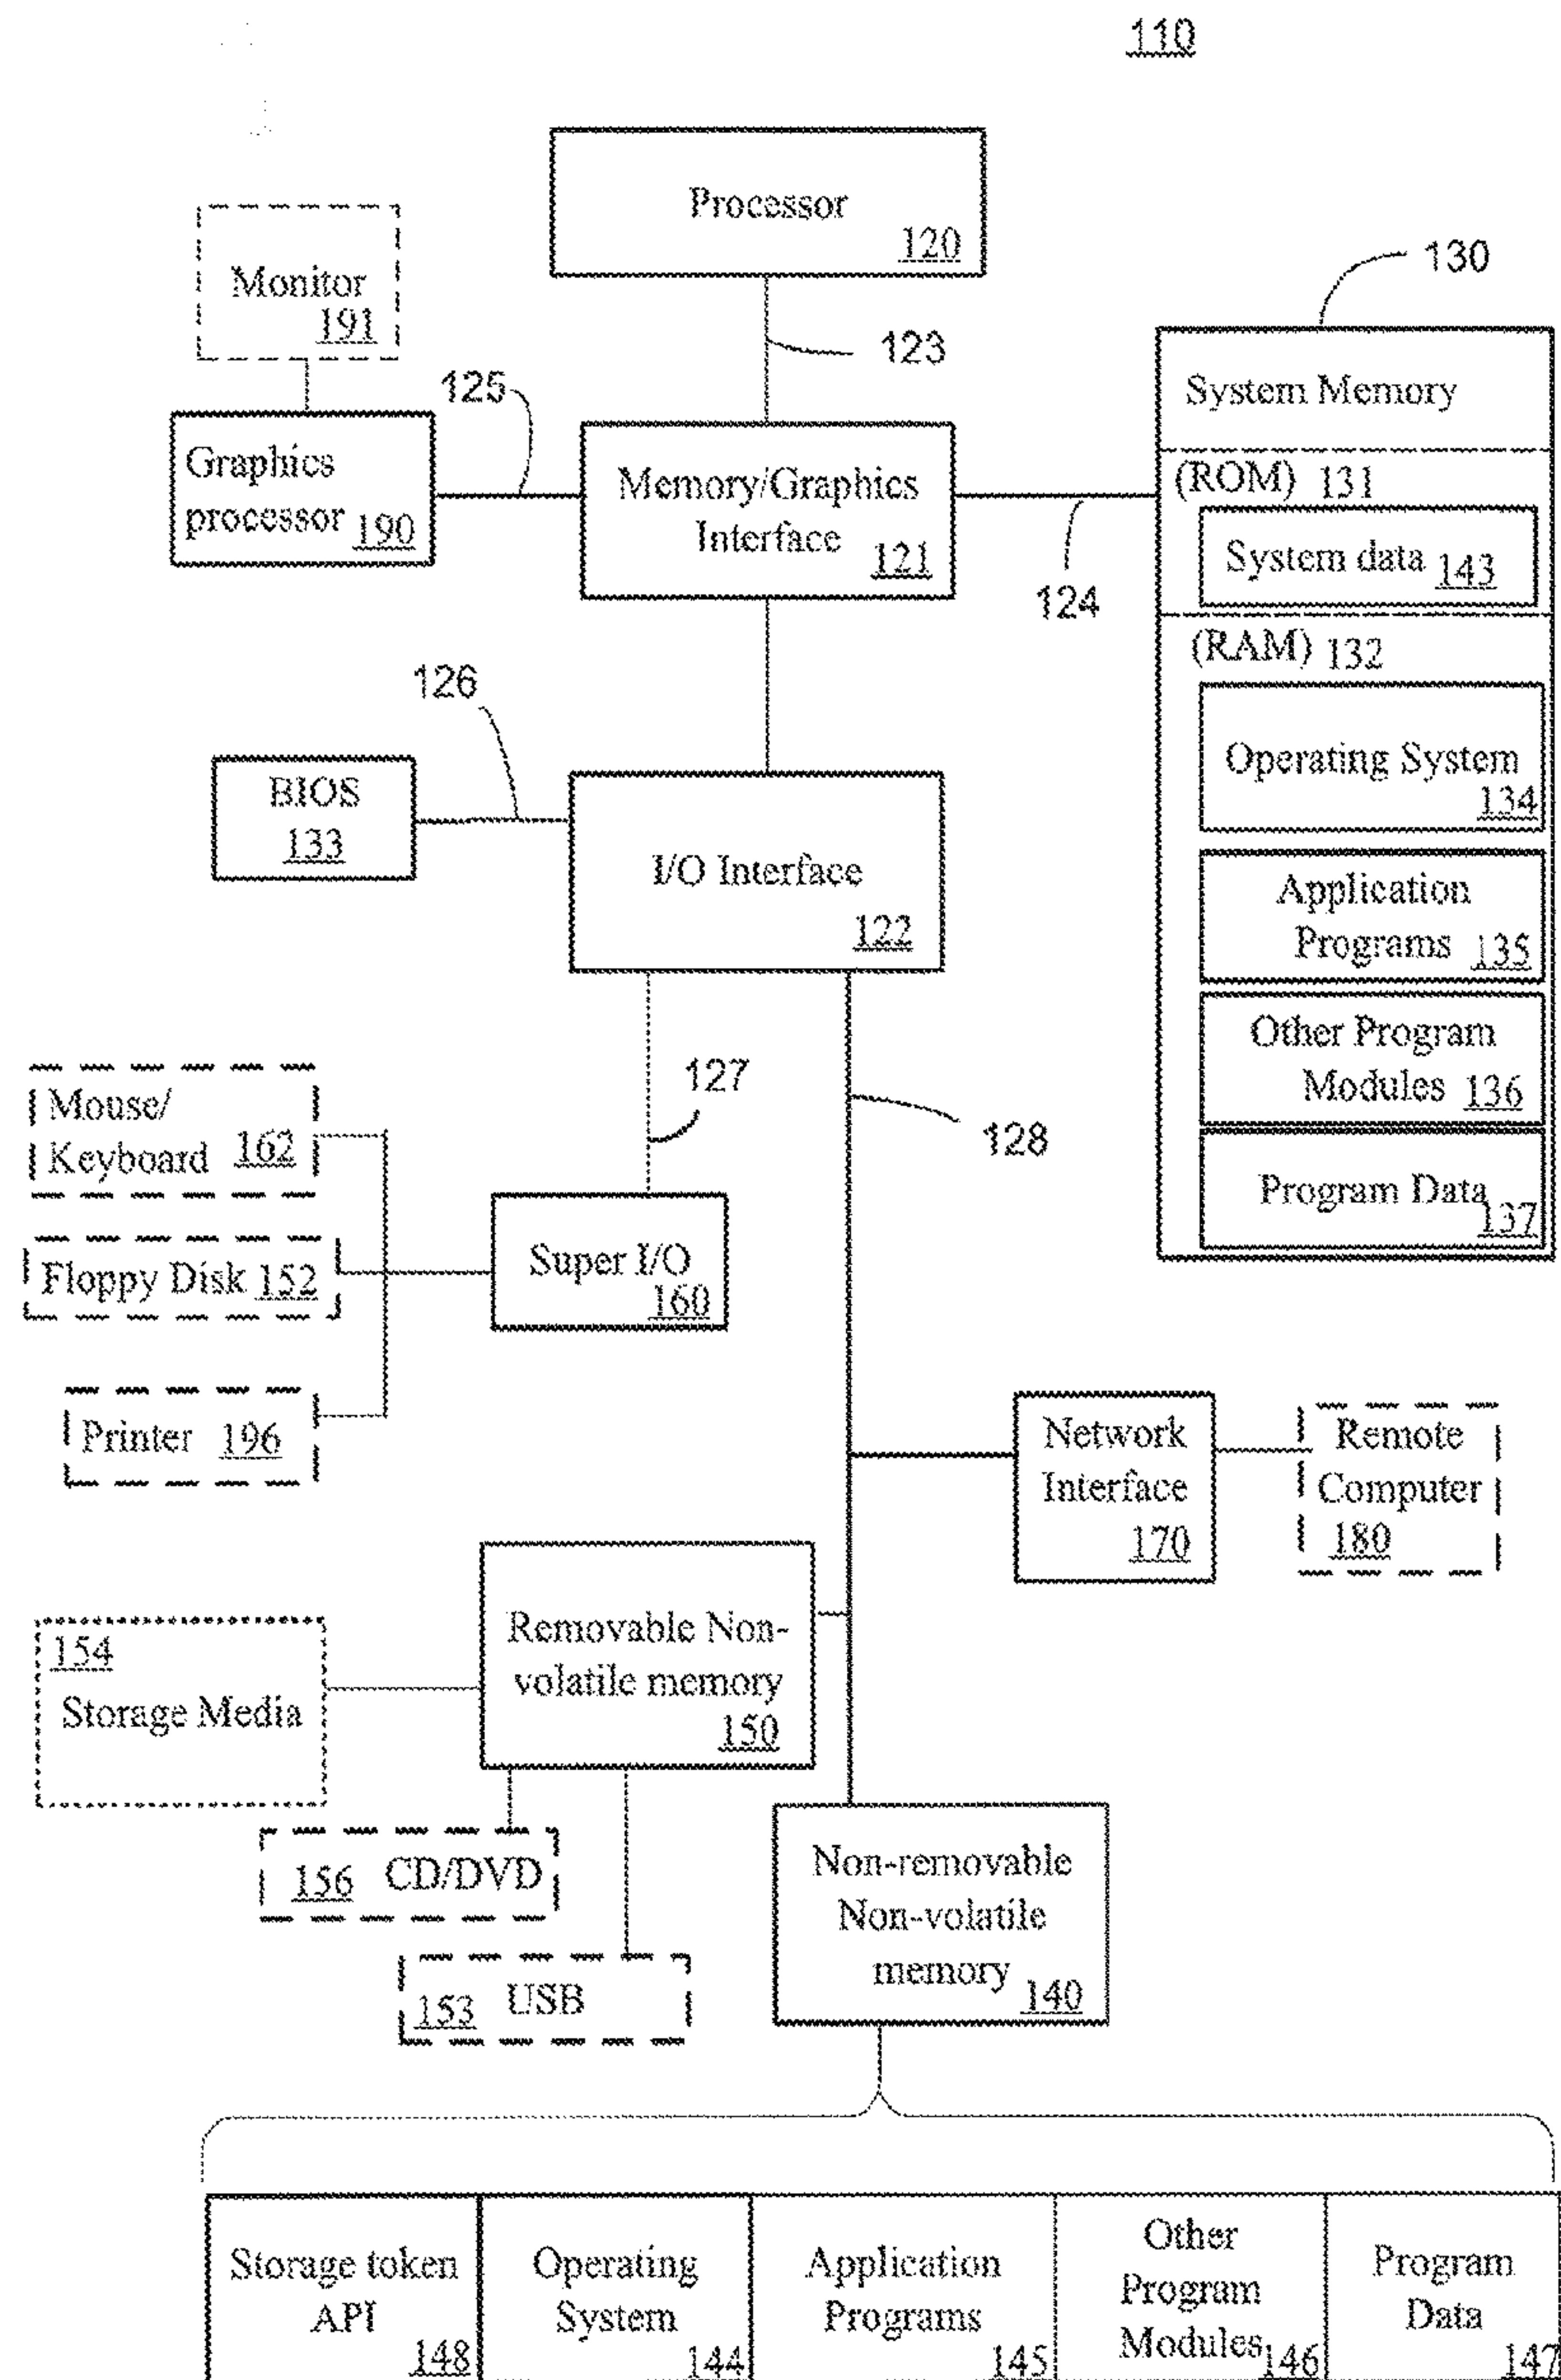 110
Processor
120
Monitor
191
130
123
125
System Memory
Graphics
processor 190
Memory/Graphics
Interface
121
(ROM) 131
System data 143
124
(RAM) 132
126
Operating System
134
BIOS
133
I/O Interface
122
Application
Programs 135
Other Program
Modules 136
127
128
Mouse/
Keyboard 162
Program Data
137
Super I/O
160
Floppy Disk 152
Printer 196
Network
Interface
170
Remote
Computer
180
Removable Non-
volatile memory
150
154
Storage Media
156 CD/DVD
153 USB
Non-removable
Non-volatile
memory 140
Storage token
API
148
Operating
System
144
Application
Programs
145
Other
Program
Modules 146
Program
Data
147